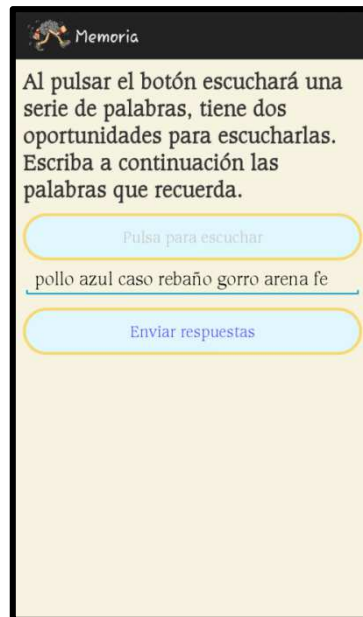 Memoria
Al pulsar el botón escuchará una
serie de palabras, tiene dos
oportunidades para escucharlas.
Escriba a continuación las
palabras que recuerda.
Pulsa para escuchar
pollo azul caso rebaño gorro arena fe
Enviar respuestas